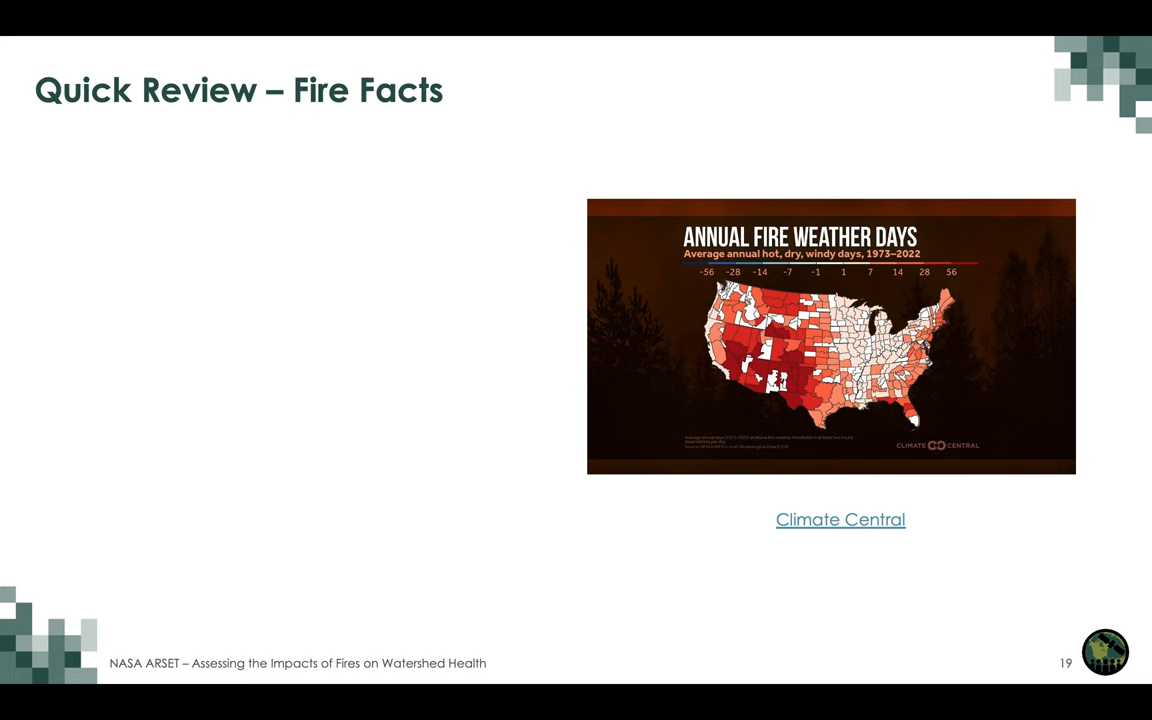 Quick Review – Fire Facts
ANNUAL FIRE WEATHER DAYS
Average annual hot, dry, windy days, 1973–2022
-56 -28 -14 -7 -1 1 7 14 28 56
CLIMATE CENTRAL
Climate Central
NASA ARSET – Assessing the Impacts of Fires on Watershed Health
19